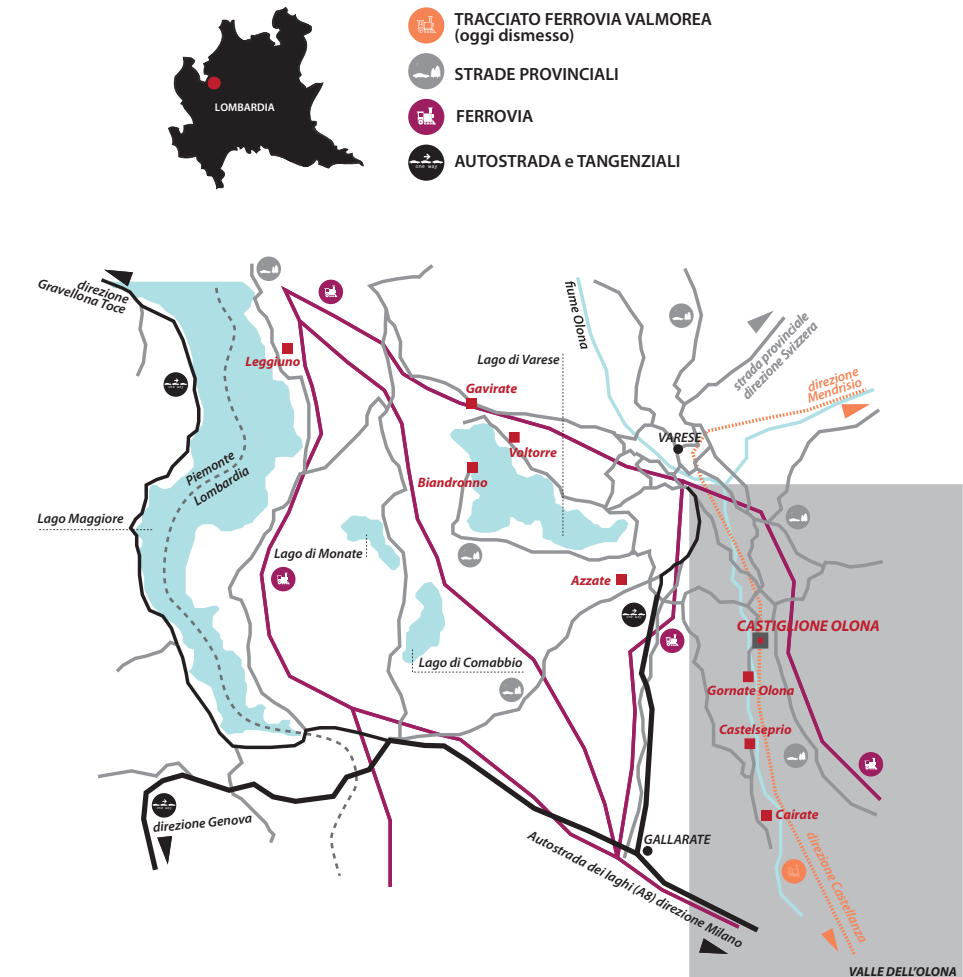 TRACCIATO FERROVIA VALMOREA
(oggi dismesso)
STRADE PROVINCIALI
FERROVIA
one way
AUTOSTRADA e TANGENZIALI
LOMBARDIA
direzione
Gravellona Toce
fiume Olona
strada provinciale
direzione Svizzera
Leggiuno
Lago di Varese
direzione
Mendrisio
Gavirate
VARESE
Voltorre
Biandronno
Piemonte
Lombardia
Lago Maggiore
Lago di Monate
Azzate
CASTIGLIONE OLONA
Lago di Comabbio
Gornate Olona
Castelseprio
direzione Genova
Cairate
GALLARATE
Autostrada dei laghi (A8) direzione Milano
direzione Castellanza
VALLE DELL'OLONA